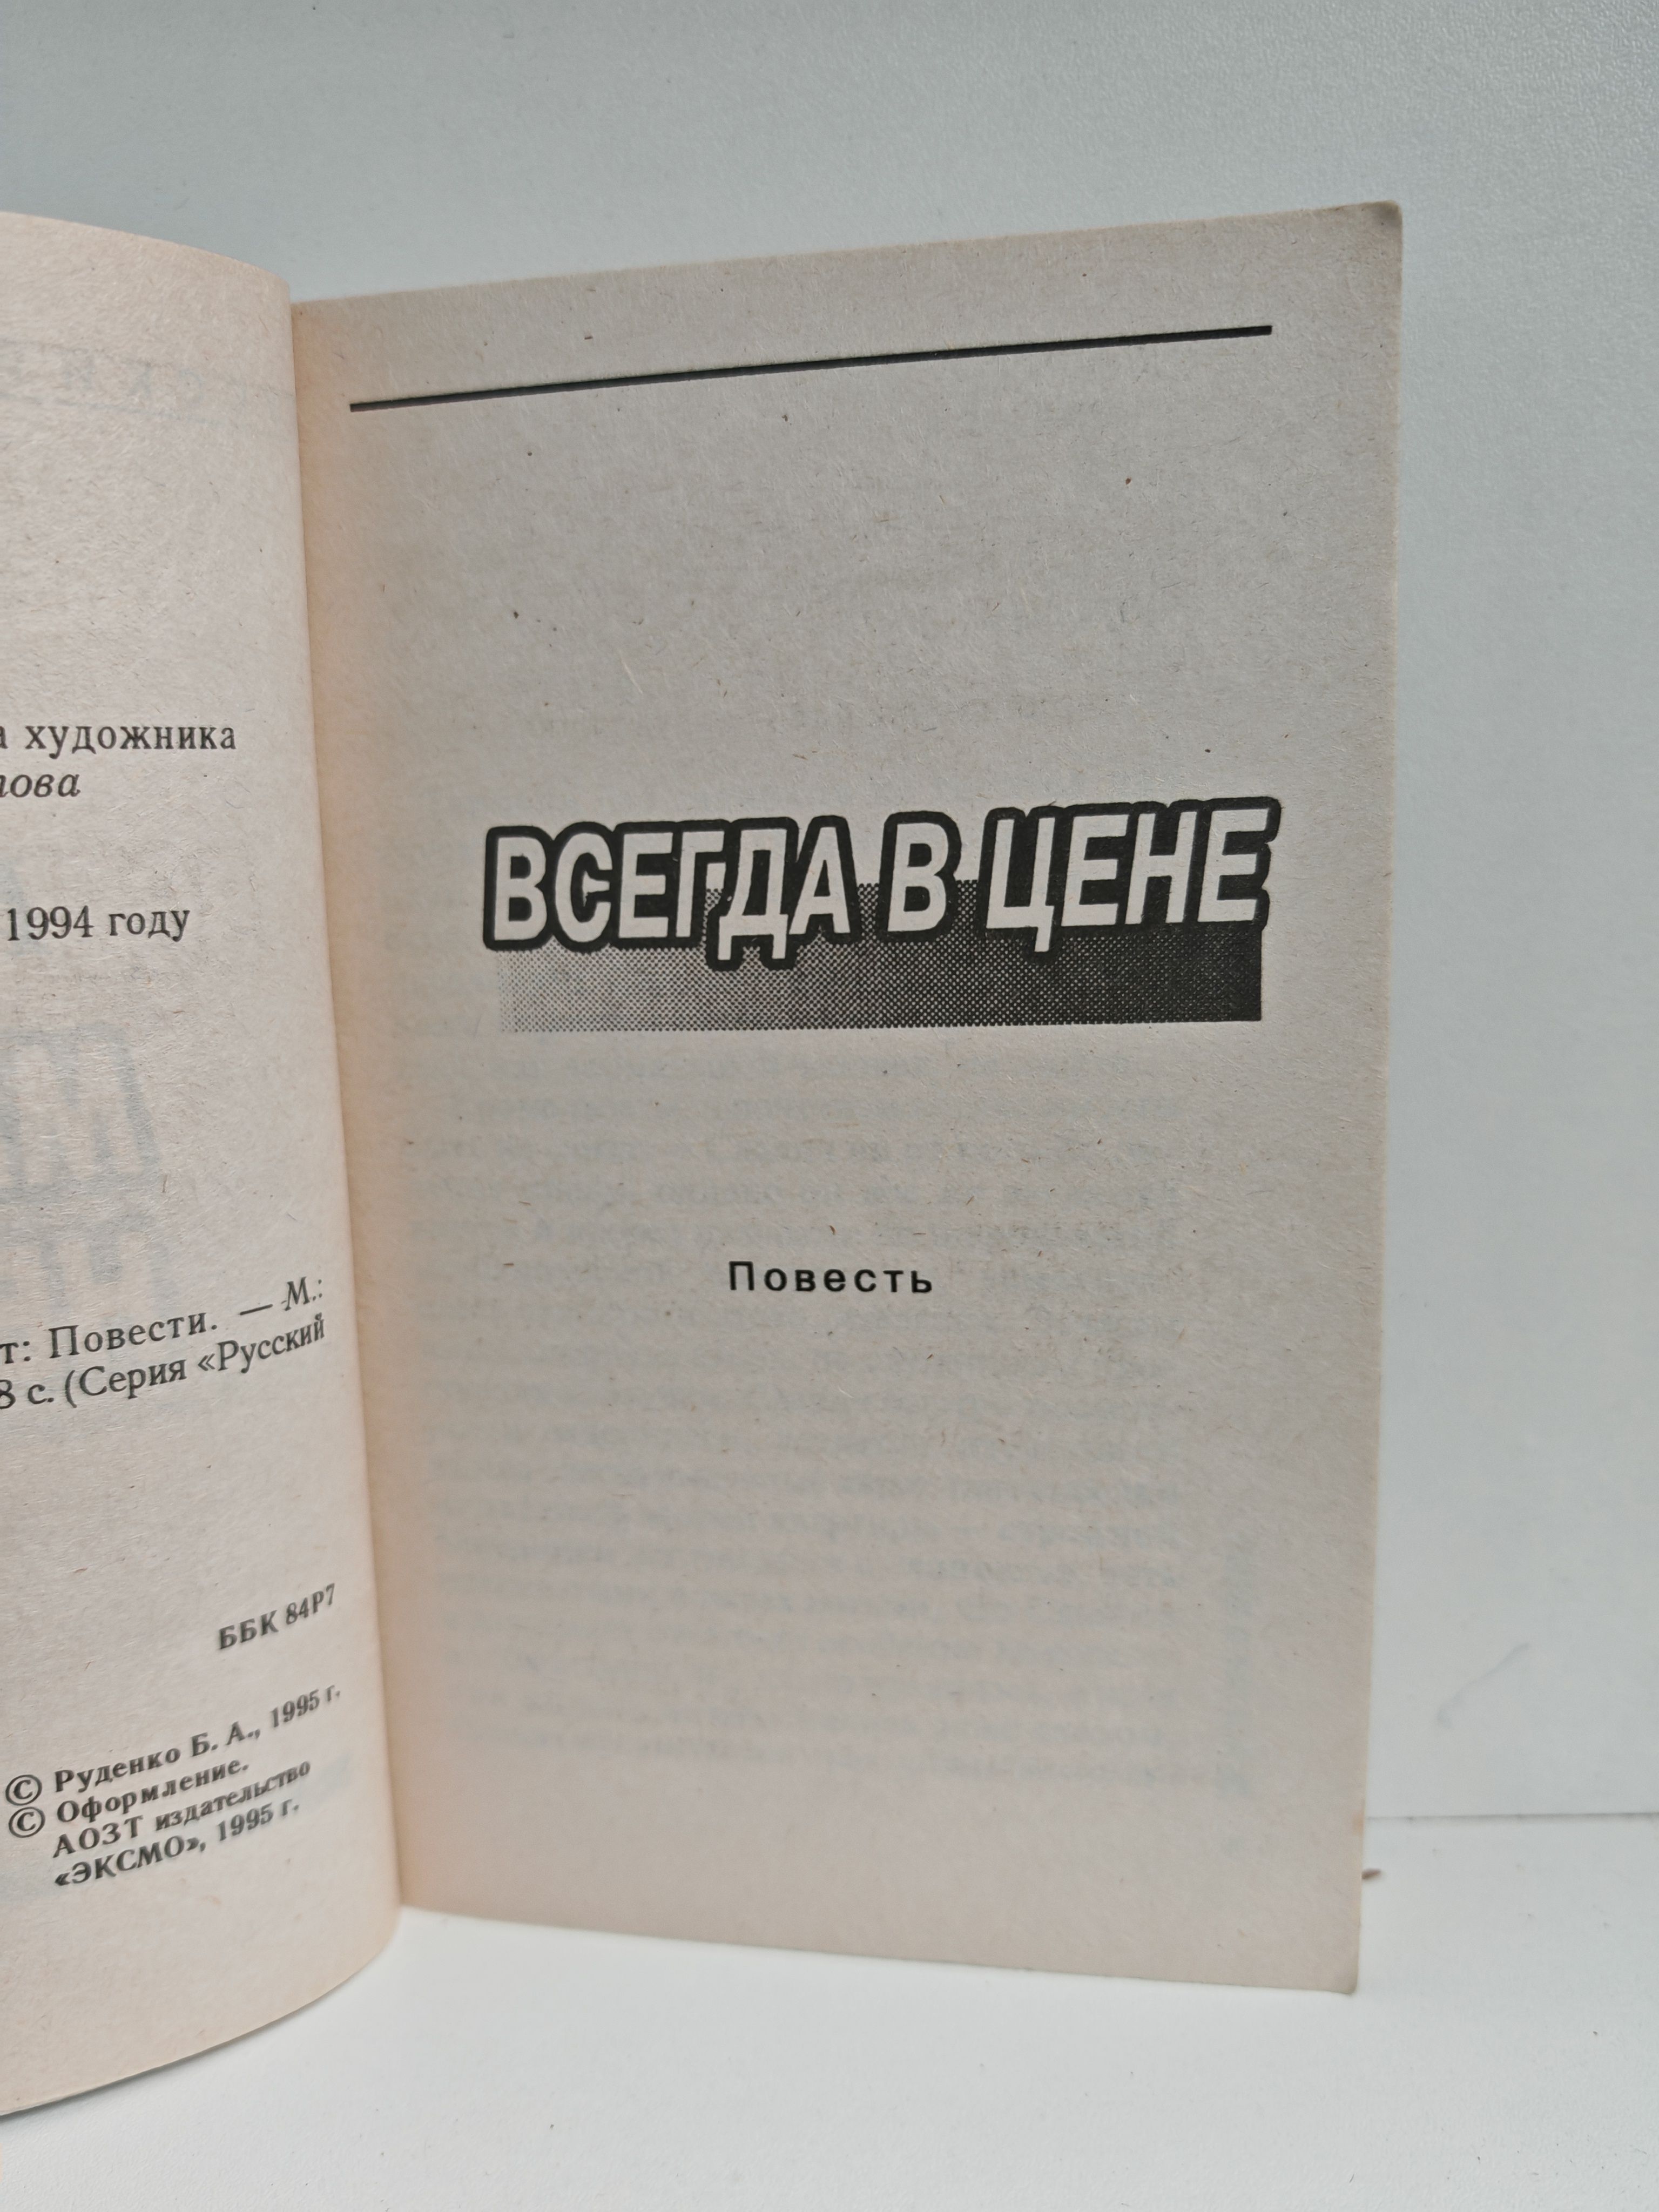 а художника
това
1994 году
т: Повести. — М.:
8 с. (Серия «Русский
ББК 84Р7
© Руденко Б. А., 1995 г.
© Оформление.
АОЗТ издательство
«ЭКСМО», 1995 г.
ВСЕГДА В ЦЕНЕ
Повесть